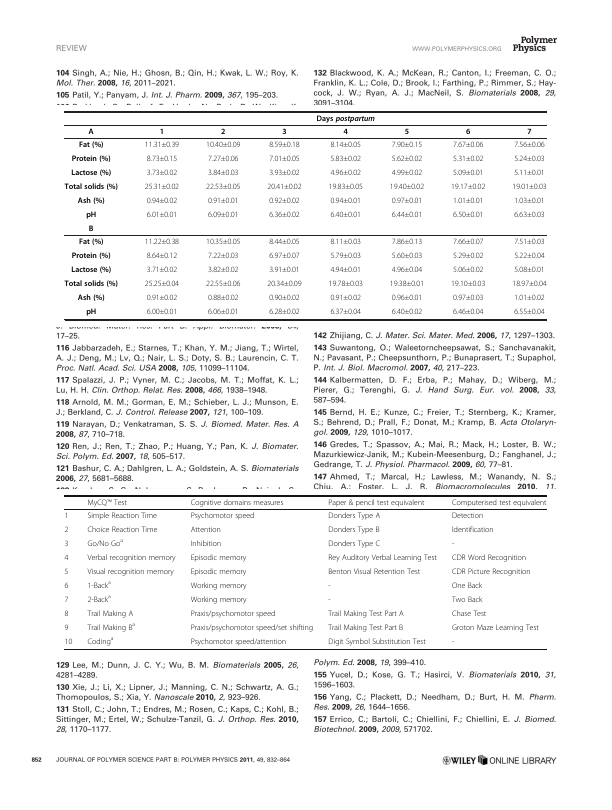 REVIEW
WWW.POLYMERPHYSICS.ORG
Polymer
Physics
104 Singh, A.; Nie, H.; Ghosn, B.; Qin, H.; Kwak, L. W.; Roy, K.
Mol. Ther. 2008, 16, 2011–2021.
105 Patil, Y.; Panyam, J. Int. J. Pharm. 2009, 367, 195–203.
132 Blackwood, K. A.; McKean, R.; Canton, I.; Freeman, C. O.;
Franklin, K. L.; Cole, D.; Brook, I.; Farthing, P.; Rimmer, S.; Hay-
cock, J. W.; Ryan, A. J.; MacNeil, S. Biomaterials 2008, 29,
3091–3104.
Days postpartum
A 1 2 3 4 5 6 7
Fat (%) 11.31±0.39 10.40±0.09 8.59±0.18 8.14±0.05 7.90±0.15 7.67±0.06 7.56±0.06
Protein (%) 8.73±0.15 7.27±0.06 7.01±0.05 5.83±0.02 5.62±0.02 5.31±0.02 5.24±0.03
Lactose (%) 3.73±0.02 3.84±0.03 3.93±0.02 4.96±0.02 4.99±0.02 5.09±0.01 5.11±0.01
Total solids (%) 25.31±0.02 22.53±0.05 20.41±0.02 19.83±0.05 19.40±0.02 19.17±0.02 19.01±0.03
Ash (%) 0.94±0.02 0.91±0.01 0.92±0.02 0.94±0.01 0.97±0.01 1.01±0.01 1.03±0.01
pH 6.01±0.01 6.09±0.01 6.36±0.02 6.40±0.01 6.44±0.01 6.50±0.01 6.63±0.03
B
Fat (%) 11.22±0.38 10.35±0.05 8.44±0.05 8.11±0.03 7.86±0.13 7.66±0.07 7.51±0.03
Protein (%) 8.64±0.12 7.22±0.03 6.97±0.07 5.79±0.03 5.60±0.03 5.29±0.02 5.22±0.04
Lactose (%) 3.71±0.02 3.82±0.02 3.91±0.01 4.94±0.01 4.96±0.04 5.06±0.02 5.08±0.01
Total solids (%) 25.25±0.04 22.55±0.06 20.34±0.09 19.78±0.03 19.38±0.01 19.10±0.03 18.97±0.04
Ash (%) 0.91±0.02 0.88±0.02 0.90±0.02 0.91±0.02 0.96±0.01 0.97±0.03 1.01±0.02
pH 6.00±0.01 6.06±0.01 6.28±0.02 6.37±0.04 6.40±0.02 6.46±0.04 6.55±0.04
17–25.
116 Jabbarzadeh, E.; Starnes, T.; Khan, Y. M.; Jiang, T.; Wirtel,
A. J.; Deng, M.; Lv, Q.; Nair, L. S.; Doty, S. B.; Laurencin, C. T.
Proc. Natl. Acad. Sci. USA 2008, 105, 11099–11104.
117 Spalazzi, J. P.; Vyner, M. C.; Jacobs, M. T.; Moffat, K. L.;
Lu, H. H. Clin. Orthop. Relat. Res. 2008, 466, 1938–1948.
118 Arnold, M. M.; Gorman, E. M.; Schieber, L. J.; Munson, E.
J.; Berkland, C. J. Control. Release 2007, 121, 100–109.
119 Narayan, D.; Venkatraman, S. S. J. Biomed. Mater. Res. A
2008, 87, 710–718.
120 Ren, J.; Ren, T.; Zhao, P.; Huang, Y.; Pan, K. J. Biomater.
Sci. Polym. Ed. 2007, 18, 505–517.
121 Bashur, C. A.; Dahlgren, L. A.; Goldstein, A. S. Biomaterials
2006, 27, 5681–5688.
142 Zhijiang, C. J. Mater. Sci. Mater. Med. 2006, 17, 1297–1303.
143 Suwantong, O.; Waleetorncheepsawat, S.; Sanchavanakit,
N.; Pavasant, P.; Cheepsunthorn, P.; Bunaprasert, T.; Supaphol,
P. Int. J. Biol. Macromol. 2007, 40, 217–223.
144 Kalbermatten, D. F.; Erba, P.; Mahay, D.; Wiberg, M.;
Pierer, G.; Terenghi, G. J. Hand Surg. Eur. vol. 2008, 33,
587–594.
145 Bernd, H. E.; Kunze, C.; Freier, T.; Sternberg, K.; Kramer,
S.; Behrend, D.; Prall, F.; Donat, M.; Kramp, B. Acta Otolaryn-
gol. 2009, 129, 1010–1017.
146 Gredes, T.; Spassov, A.; Mai, R.; Mack, H.; Loster, B. W.;
Mazurkiewicz-Janik, M.; Kubein-Meesenburg, D.; Fanghanel, J.;
Gedrange, T. J. Physiol. Pharmacol. 2009, 60, 77–81.
147 Ahmed, T.; Marcal, H.; Lawless, M.; Wanandy, N. S.;
Chiu, A.; Foster, L. J. R. Biomacromolecules 2010, 11,
MyCQ™ Test Cognitive domains measures Paper & pencil test equivalent Computerised test equivalent
1 Simple Reaction Time Psychomotor speed Donders Type A Detection
2 Choice Reaction Time Attention Donders Type B Identification
3 Go/No Goª Inhibition Donders Type C -
4 Verbal recognition memory Episodic memory Rey Auditory Verbal Learning Test CDR Word Recognition
5 Visual recognition memory Episodic memory Benton Visual Retention Test CDR Picture Recognition
6 1-Backª Working memory - One Back
7 2-Backª Working memory - Two Back
8 Trail Making A Praxis/psychomotor speed Trail Making Test Part A Chase Test
9 Trail Making Bª Praxis/psychomotor speed/set shifting Trail Making Test Part B Groton Maze Learning Test
10 Codingª Psychomotor speed/attention Digit Symbol Substitution Test -
129 Lee, M.; Dunn, J. C. Y.; Wu, B. M. Biomaterials 2005, 26,
4281–4289.
130 Xie, J.; Li, X.; Lipner, J.; Manning, C. N.; Schwartz, A. G.;
Thomopoulos, S.; Xia, Y. Nanoscale 2010, 2, 923–926.
131 Stoll, C.; John, T.; Endres, M.; Rosen, C.; Kaps, C.; Kohl, B.;
Sittinger, M.; Ertel, W.; Schulze-Tanzil, G. J. Orthop. Res. 2010,
28, 1170–1177.
Polym. Ed. 2008, 19, 399–410.
155 Yucel, D.; Kose, G. T.; Hasirci, V. Biomaterials 2010, 31,
1596–1603.
156 Yang, C.; Plackett, D.; Needham, D.; Burt, H. M. Pharm.
Res. 2009, 26, 1644–1656.
157 Errico, C.; Bartoli, C.; Chiellini, F.; Chiellini, E. J. Biomed.
Biotechnol. 2009, 2009, 571702.
852 JOURNAL OF POLYMER SCIENCE PART B: POLYMER PHYSICS 2011, 49, 832–864
WILEY ONLINE LIBRARY